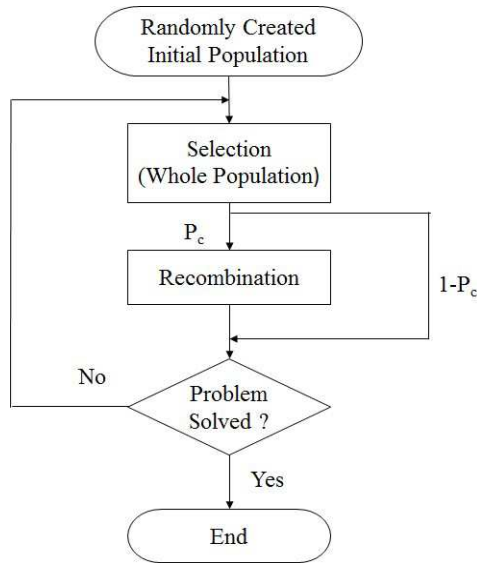 Randomly Created
Initial Population
Selection
(Whole Population)
P_c
Recombination
1-P_c
No
Problem
Solved ?
Yes
End